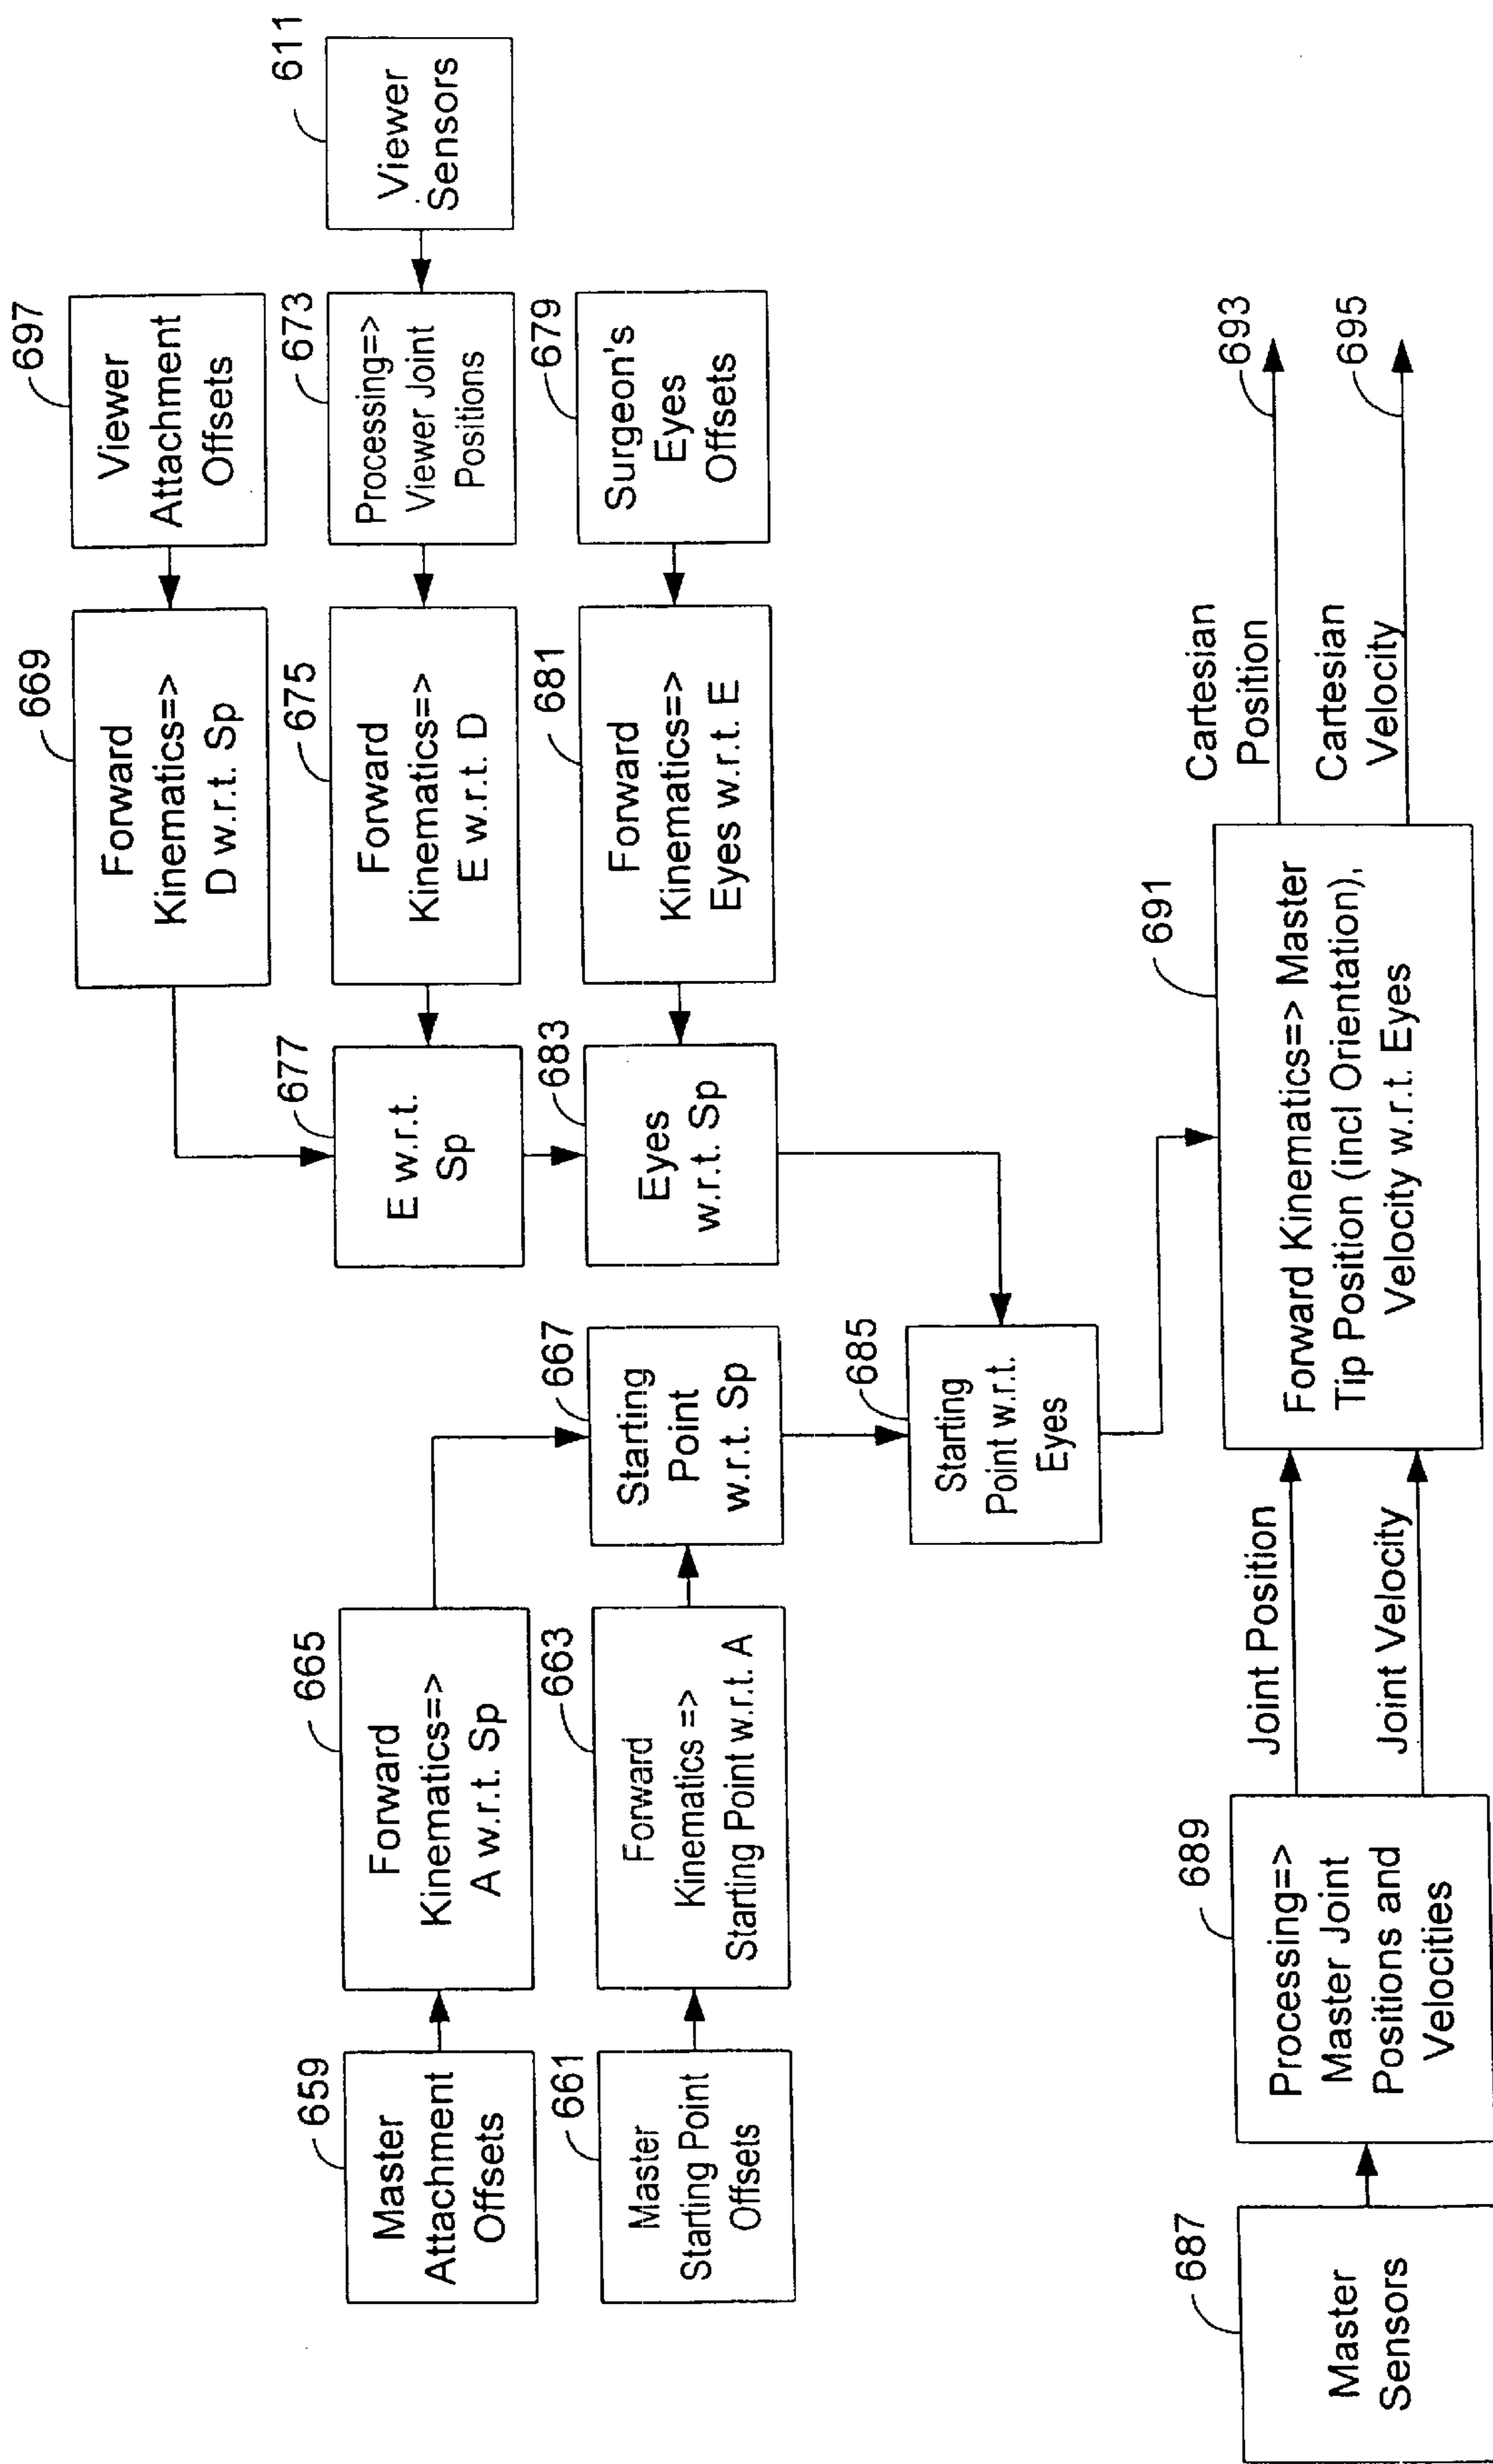 697
Viewer
Attachment
Offsets
669
Forward
Kinematics=>
D w.r.t. Sp
611
Viewer
Sensors
673
Processing=>
Viewer Joint
Positions
675
Forward
Kinematics=>
E w.r.t. D
677
E w.r.t.
Sp
679
Surgeon's
Eyes
Offsets
681
Forward
Kinematics=>
Eyes w.r.t. E
683
Eyes
w.r.t. Sp
659
Master
Attachment
Offsets
665
Forward
Kinematics=>
A w.r.t. Sp
661
Master
Starting Point
Offsets
663
Forward
Kinematics =>
Starting Point w.r.t. A
667
Starting
Point
w.r.t. Sp
685
Starting
Point w.r.t.
Eyes
687
Master
Sensors
689
Processing=>
Master Joint
Positions and
Velocities
Joint Position
Joint Velocity
691
Forward Kinematics=> Master
Tip Position (incl Orientation),
Velocity w.r.t. Eyes
Cartesian
Position
693
Cartesian
Velocity
695